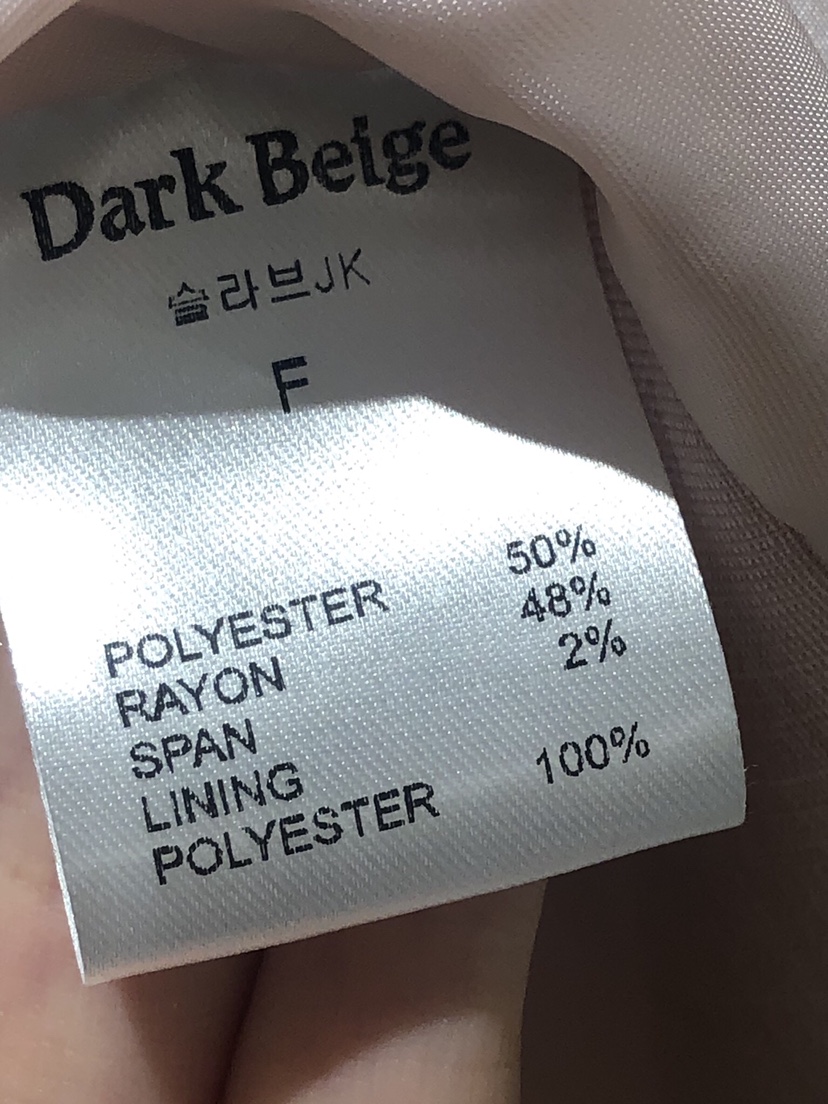 Dark Beige
슬라브JK
F
POLYESTER 50%
RAYON 48%
SPAN 2%
LINING
POLYESTER 100%